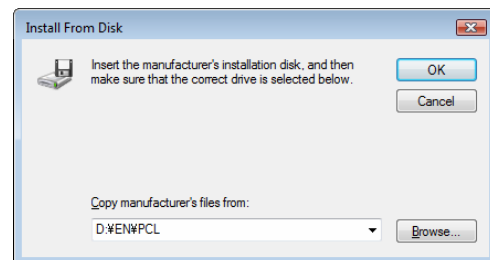 Install From Disk
Insert the manufacturer's installation disk, and then
make sure that the correct drive is selected below.
OK
Cancel
Copy manufacturer's files from:
D:¥EN¥PCL
Browse...